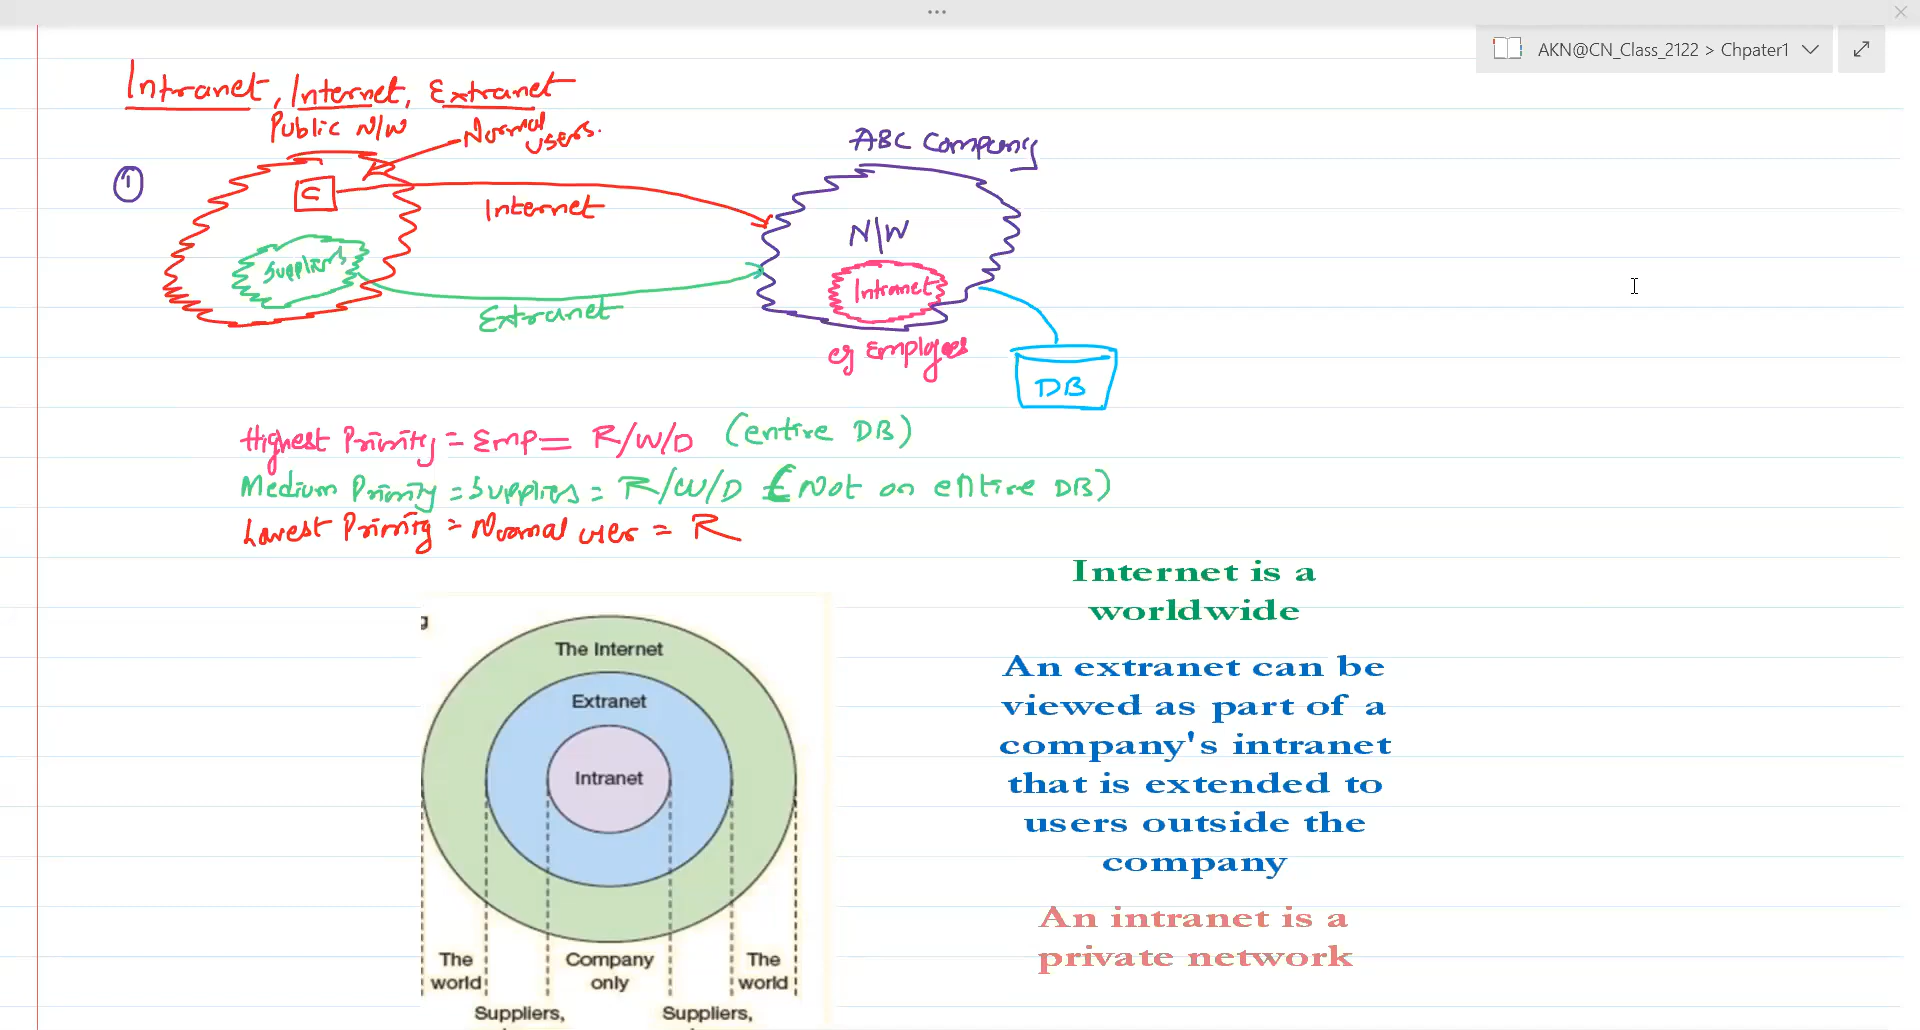 AKN@CN_Class_2122 > Chpater1
Intranet, Internet, Extranet
Public N/W
Normal users.
ABC Company
1
Internet
N/W
Suppliers
Intranet
Extranet
eg Employees
DB
Highest Priority = Emp = R/W/D (entire DB)
Medium Priority = Suppliers = R/W/D (Not on entire DB)
Lowest Priority = Normal user = R
Internet is a
worldwide
An extranet can be
viewed as part of a
company's intranet
that is extended to
users outside the
company
An intranet is a
private network
The Internet
Extranet
Intranet
The world
Company only
The world
Suppliers,
Suppliers,